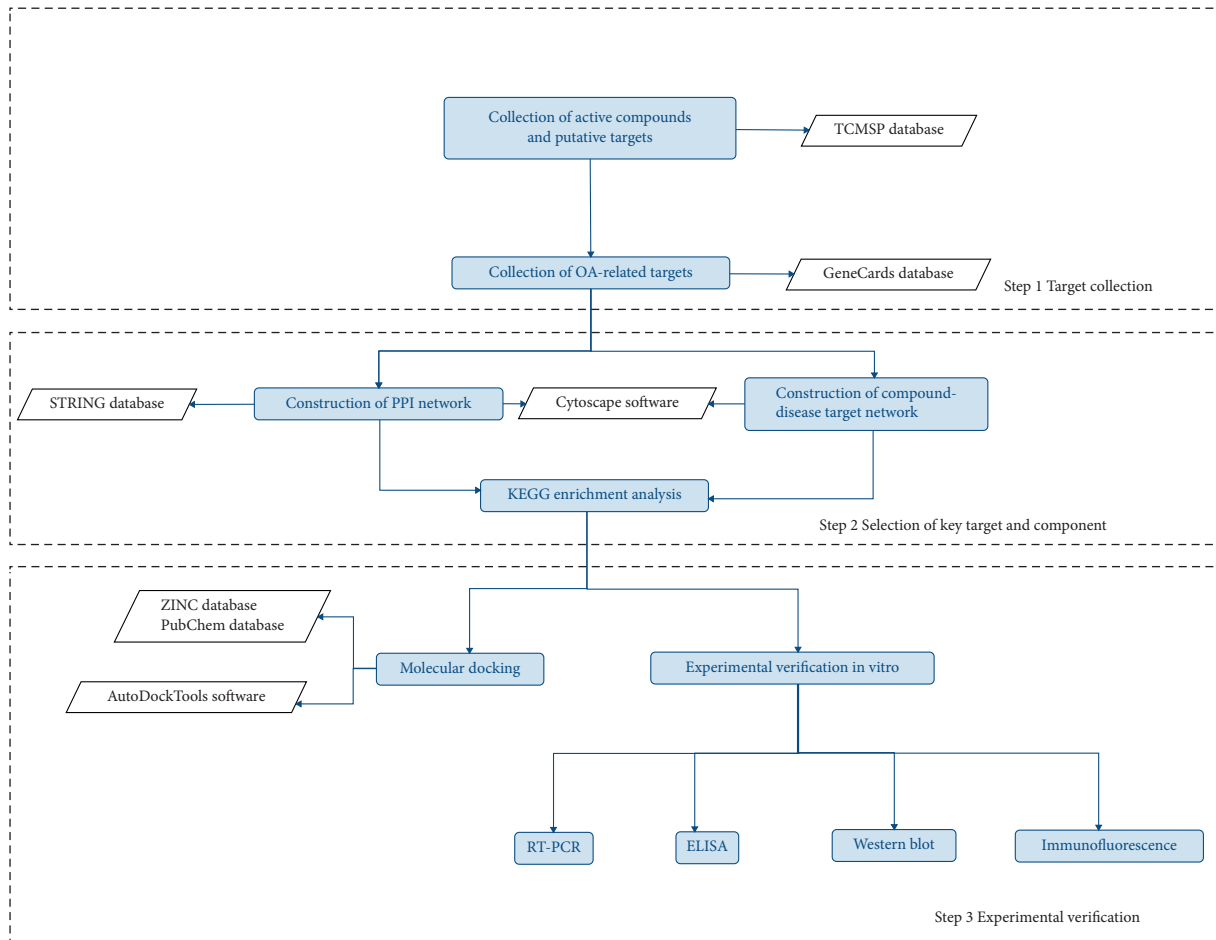 Collection of active compounds
and putative targets
TCMSP database
Collection of OA-related targets
GeneCards database
Step 1 Target collection
STRING database
Construction of PPI network
Cytoscape software
Construction of compound-
disease target network
KEGG enrichment analysis
Step 2 Selection of key target and component
ZINC database
PubChem database
Molecular docking
Experimental verification in vitro
AutoDockTools software
RT-PCR
ELISA
Western blot
Immunofluorescence
Step 3 Experimental verification